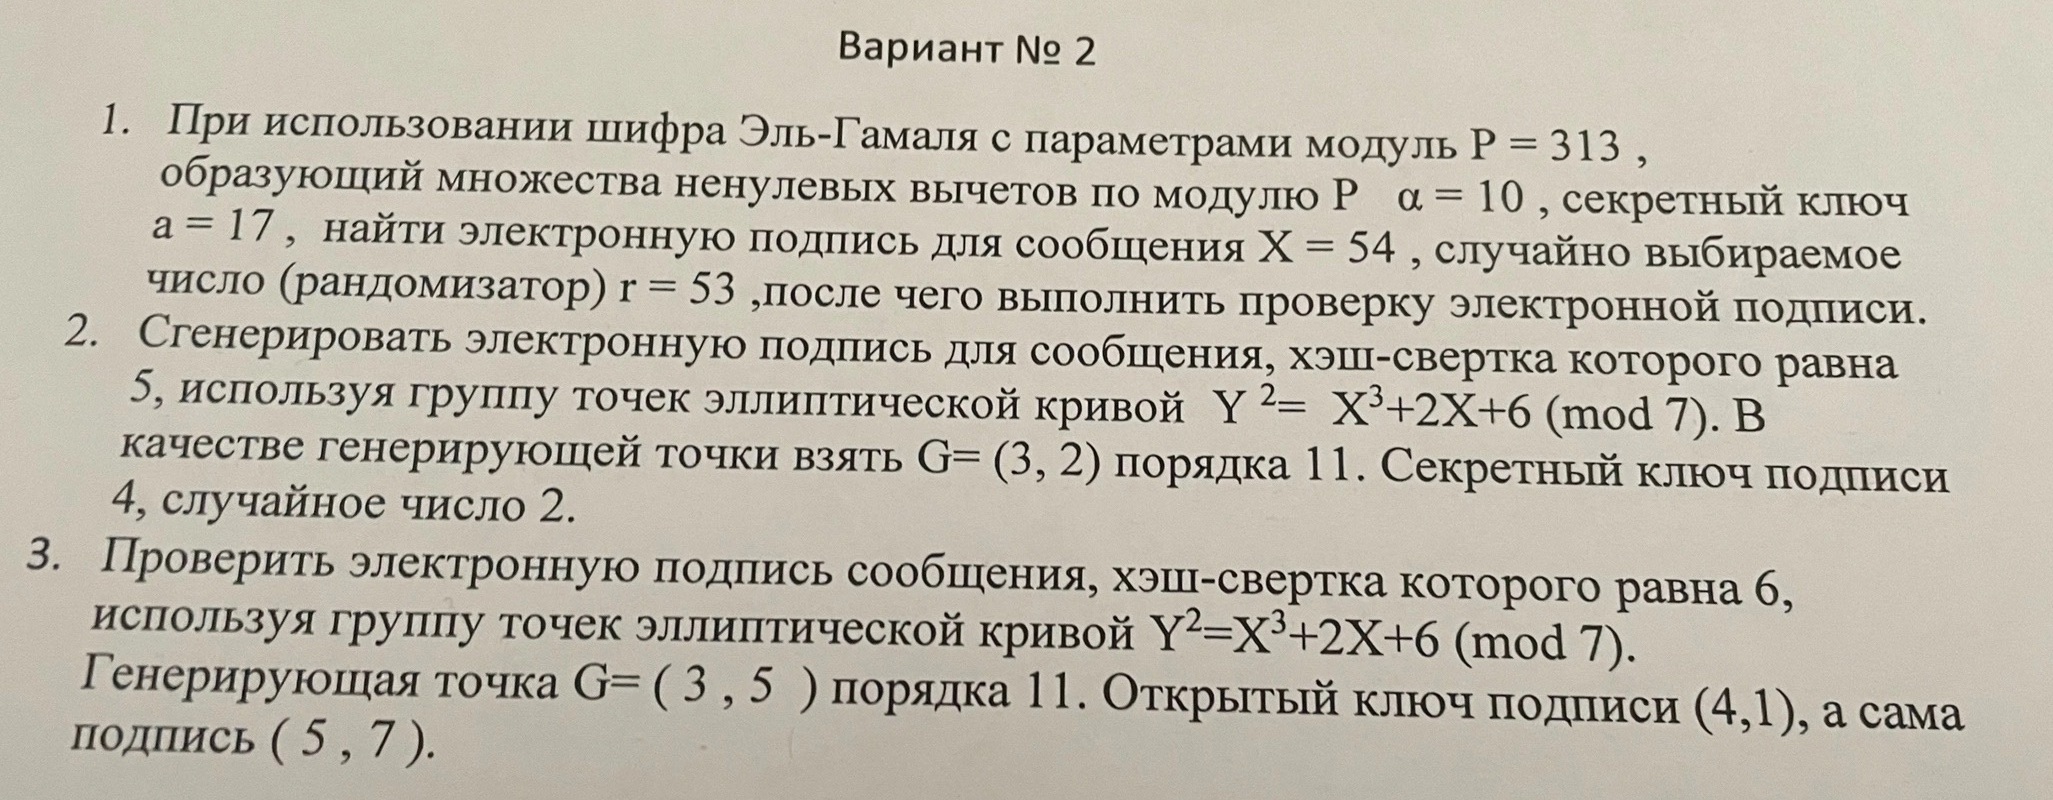 Вариант № 2
1. При использовании шифра Эль-Гамаля с параметрами модуль P = 313 ,
образующий множества ненулевых вычетов по модулю P α = 10 , секретный ключ
a = 17 , найти электронную подпись для сообщения X = 54 , случайно выбираемое
число (рандомизатор) r = 53 ,после чего выполнить проверку электронной подписи.
2. Сгенерировать электронную подпись для сообщения, хэш-свертка которого равна
5, используя группу точек эллиптической кривой Y ²= X³+2X+6 (mod 7). В
качестве генерирующей точки взять G= (3, 2) порядка 11. Секретный ключ подписи
4, случайное число 2.
3. Проверить электронную подпись сообщения, хэш-свертка которого равна 6,
используя группу точек эллиптической кривой Y²=X³+2X+6 (mod 7).
Генерирующая точка G= ( 3 , 5 ) порядка 11. Открытый ключ подписи (4,1), а сама
подпись ( 5 , 7 ).